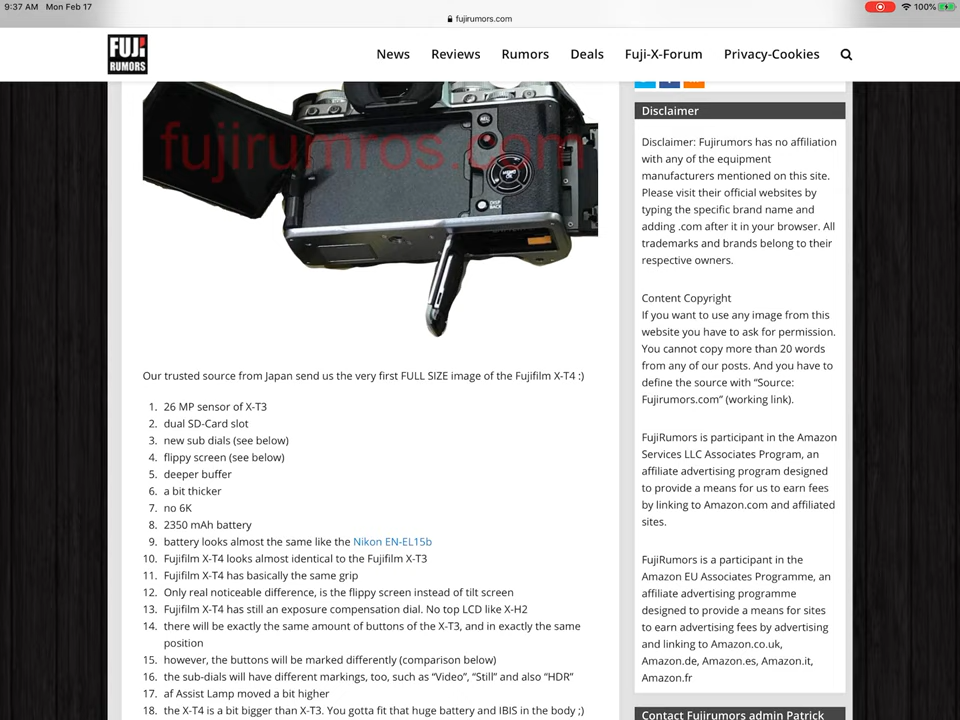 9:37 AM Mon Feb 17
100%
fujirumors.com
FUJI
RUMORS
News Reviews Rumors Deals Fuji-X-Forum Privacy-Cookies
fujirumros.com
DISP
BACK
Our trusted source from Japan send us the very first FULL SIZE image of the Fujifilm X-T4 :)
1. 26 MP sensor of X-T3
2. dual SD-Card slot
3. new sub dials (see below)
4. flippy screen (see below)
5. deeper buffer
6. a bit thicker
7. no 6K
8. 2350 mAh battery
9. battery looks almost the same like the Nikon EN-EL15b
10. Fujifilm X-T4 looks almost identical to the Fujifilm X-T3
11. Fujifilm X-T4 has basically the same grip
12. Only real noticeable difference, is the flippy screen instead of tilt screen
13. Fujifilm X-T4 has still an exposure compensation dial. No top LCD like X-H2
14. there will be exactly the same amount of buttons of the X-T3, and in exactly the same
position
15. however, the buttons will be marked differently (comparison below)
16. the sub-dials will have different markings, too, such as “Video”, “Still” and also “HDR”
17. af Assist Lamp moved a bit higher
18. the X-T4 is a bit bigger than X-T3. You gotta fit that huge battery and IBIS in the body ;)
Disclaimer
Disclaimer: Fujirumors has no affiliation
with any of the equipment
manufacturers mentioned on this site.
Please visit their official websites by
typing the specific brand name and
adding .com after it in your browser. All
trademarks and brands belong to their
respective owners.
Content Copyright
If you want to use any image from this
website you have to ask for permission.
You cannot copy more than 20 words
from any of our posts. And you have to
define the source with “Source:
Fujirumors.com” (working link).
FujiRumors is participant in the Amazon
Services LLC Associates Program, an
affiliate advertising program designed
to provide a means for us to earn fees
by linking to Amazon.com and affiliated
sites.
FujiRumors is a participant in the
Amazon EU Associates Programme, an
affiliate advertising programme
designed to provide a means for sites
to earn advertising fees by advertising
and linking to Amazon.co.uk,
Amazon.de, Amazon.es, Amazon.it,
Amazon.fr
Contact Fujirumors admin Patrick